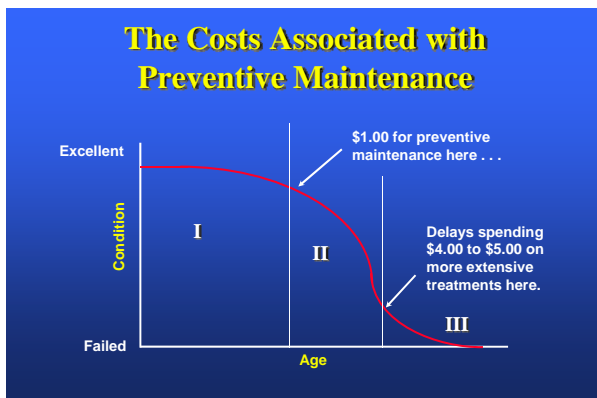 The Costs Associated with
Preventive Maintenance
$1.00 for preventive
maintenance here . . .
Excellent
Delays spending
$4.00 to $5.00 on
more extensive
treatments here.
Condition
I
II
III
Failed
Age